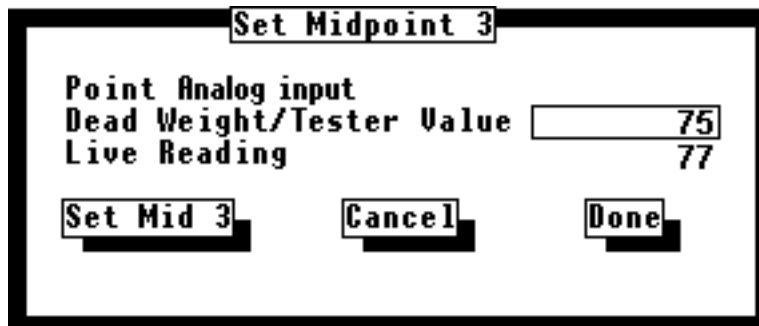 Set Midpoint 3
Point Analog input
Dead Weight/Tester Value 75
Live Reading 77
Set Mid 3 Cancel Done